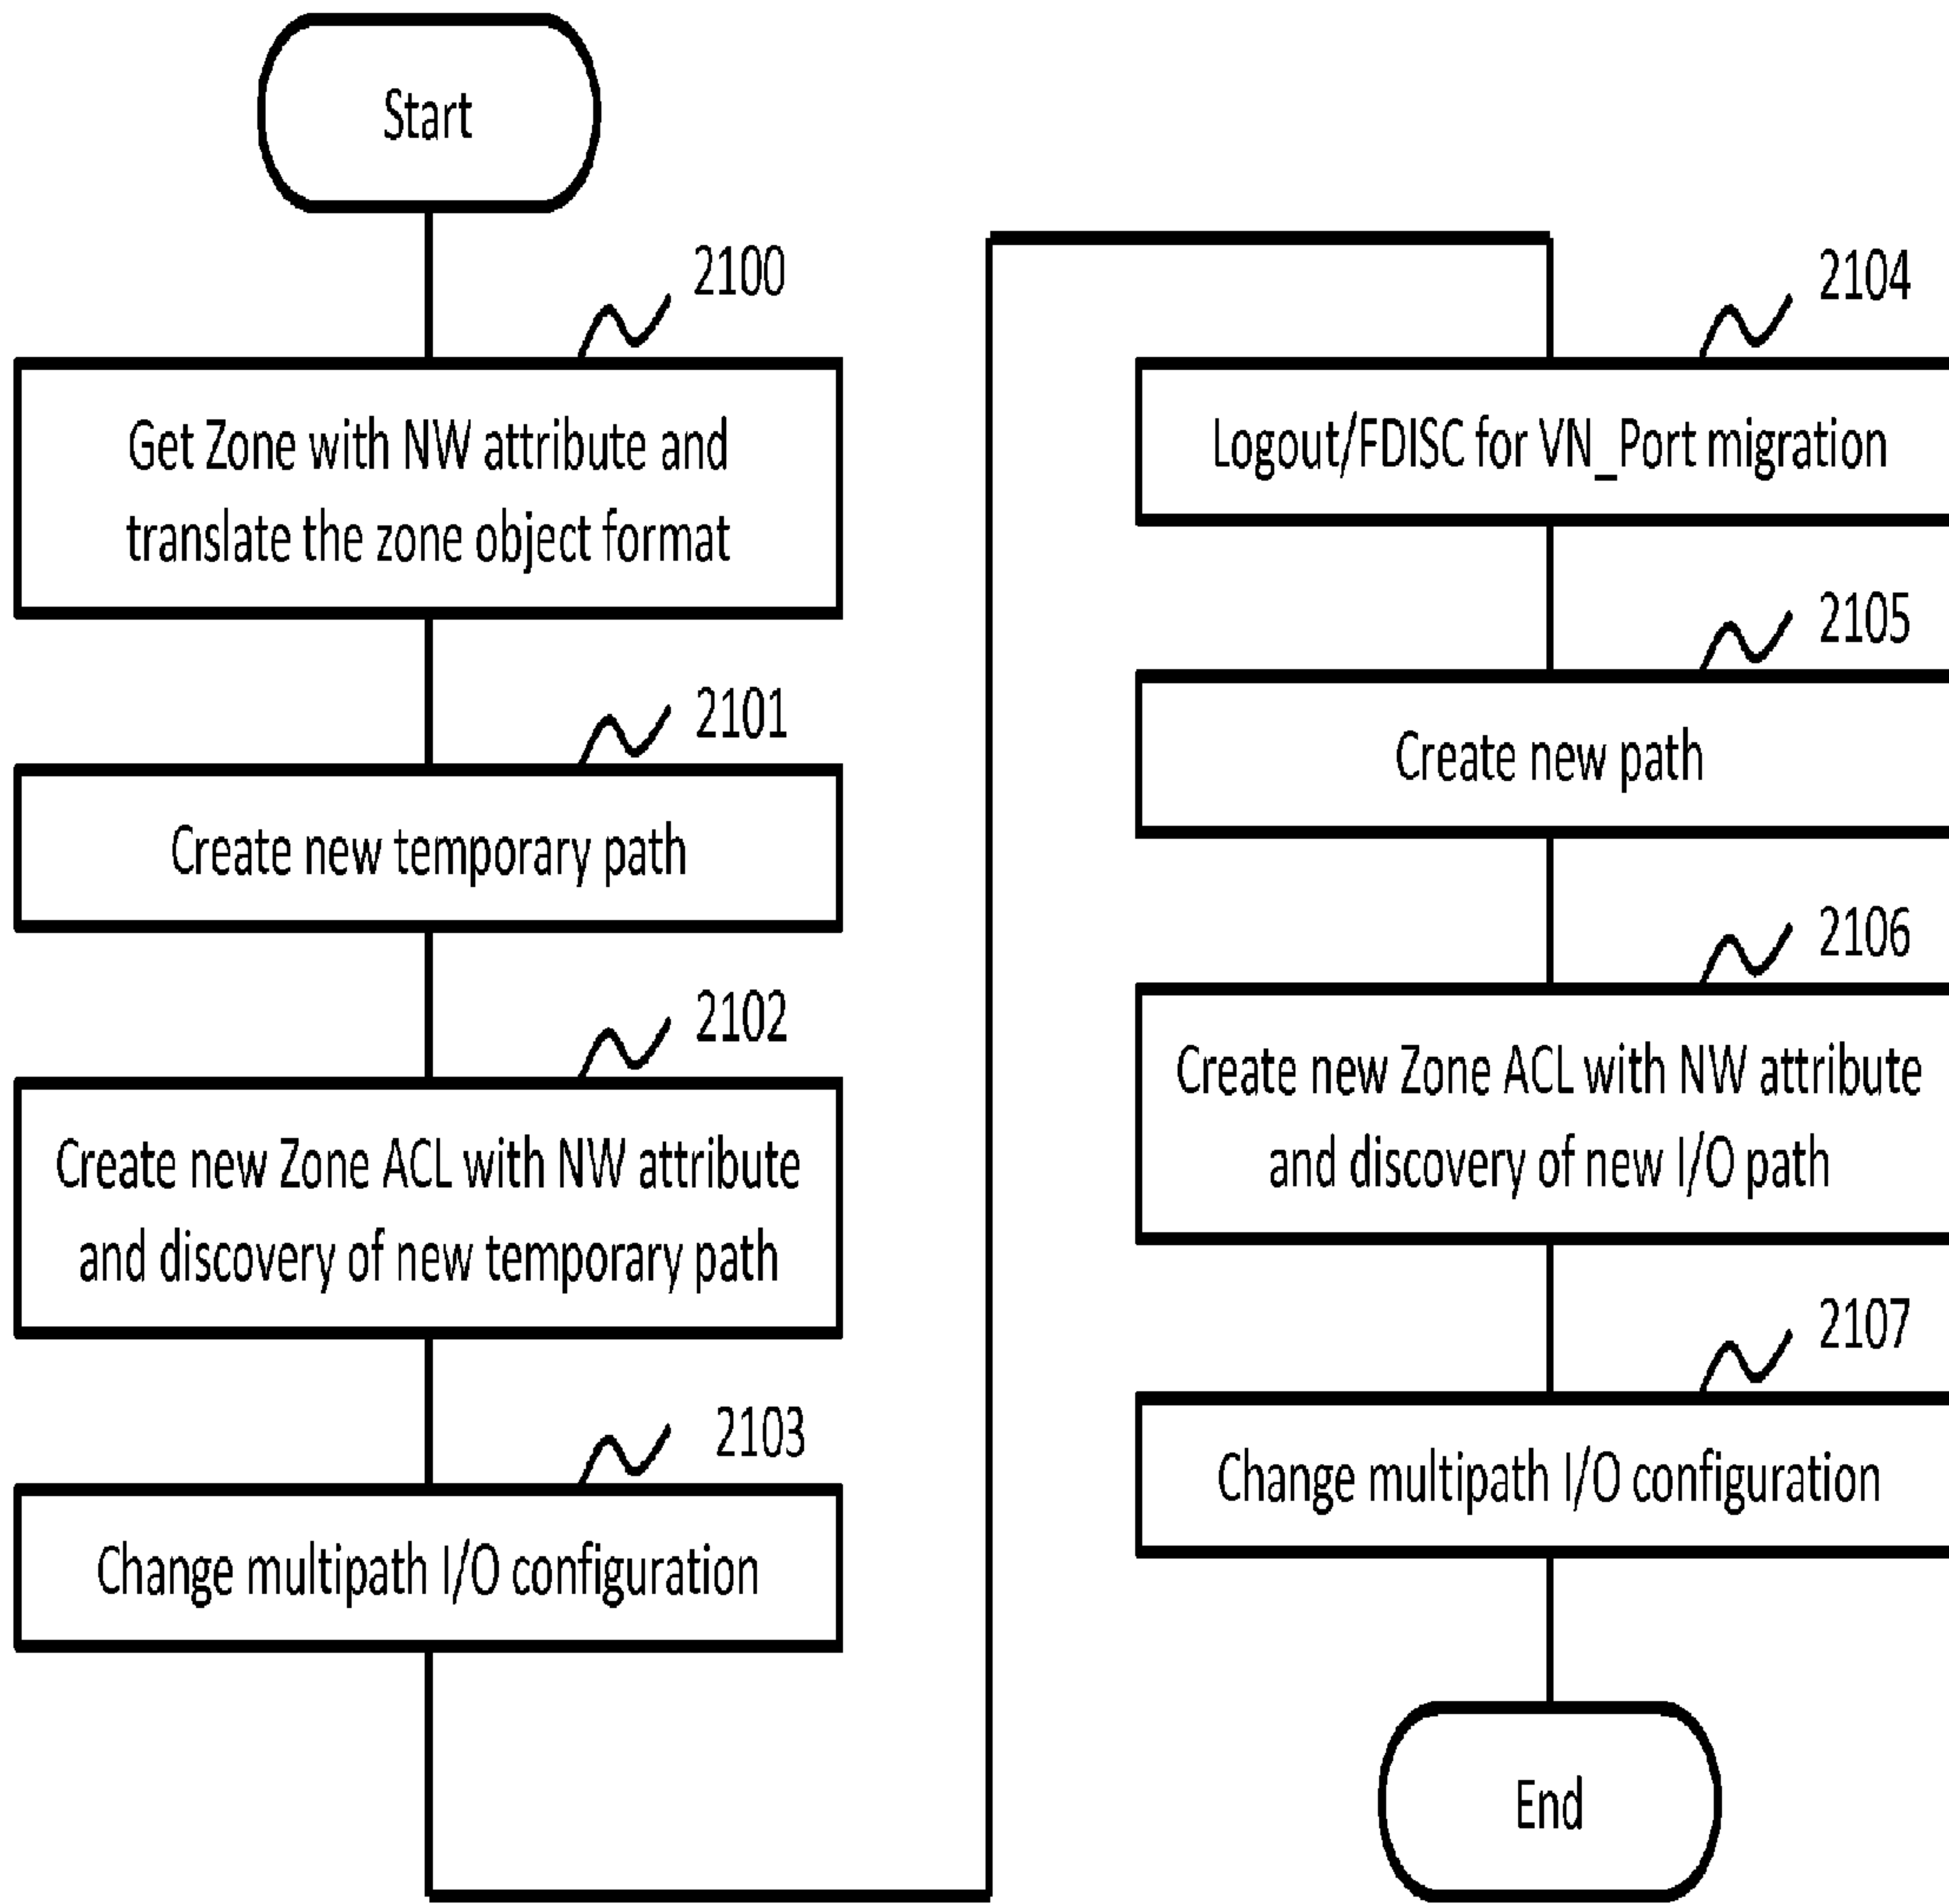 Start
2100
Get Zone with NW attribute and
translate the zone object format
2101
Create new temporary path
2102
Create new Zone ACL with NW attribute
and discovery of new temporary path
2103
Change multipath I/O configuration
2104
Logout/FDISC for VN_Port migration
2105
Create new path
2106
Create new Zone ACL with NW attribute
and discovery of new I/O path
2107
Change multipath I/O configuration
End